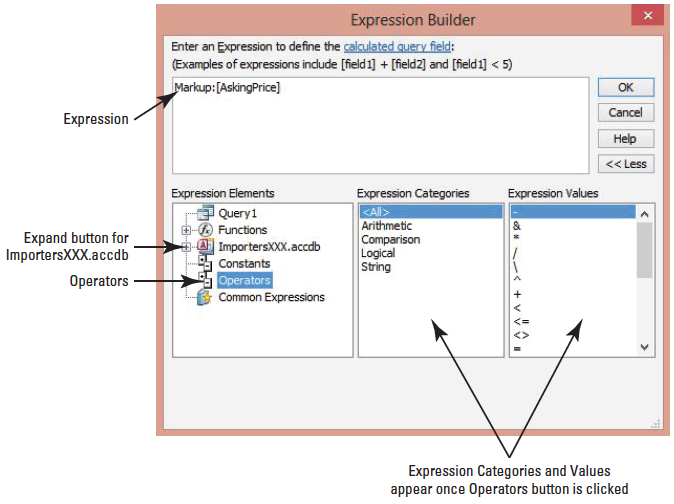 Expression Builder
Enter an Expression to define the calculated query field:
(Examples of expressions include [field1] + [field2] and [field1] < 5)
Markup:[AskingPrice]
OK
Cancel
Help
<< Less
Expression
Expression Elements
Expression Categories
Expression Values
Query1
Functions
ImportersXXX.accdb
Constants
Operators
Common Expressions
<All>
Arithmetic
Comparison
Logical
String
-
&
*
/
\
^
+
<
<=
<>
=
Expand button for
ImportersXXX.accdb
Operators
Expression Categories and Values
appear once Operators button is clicked